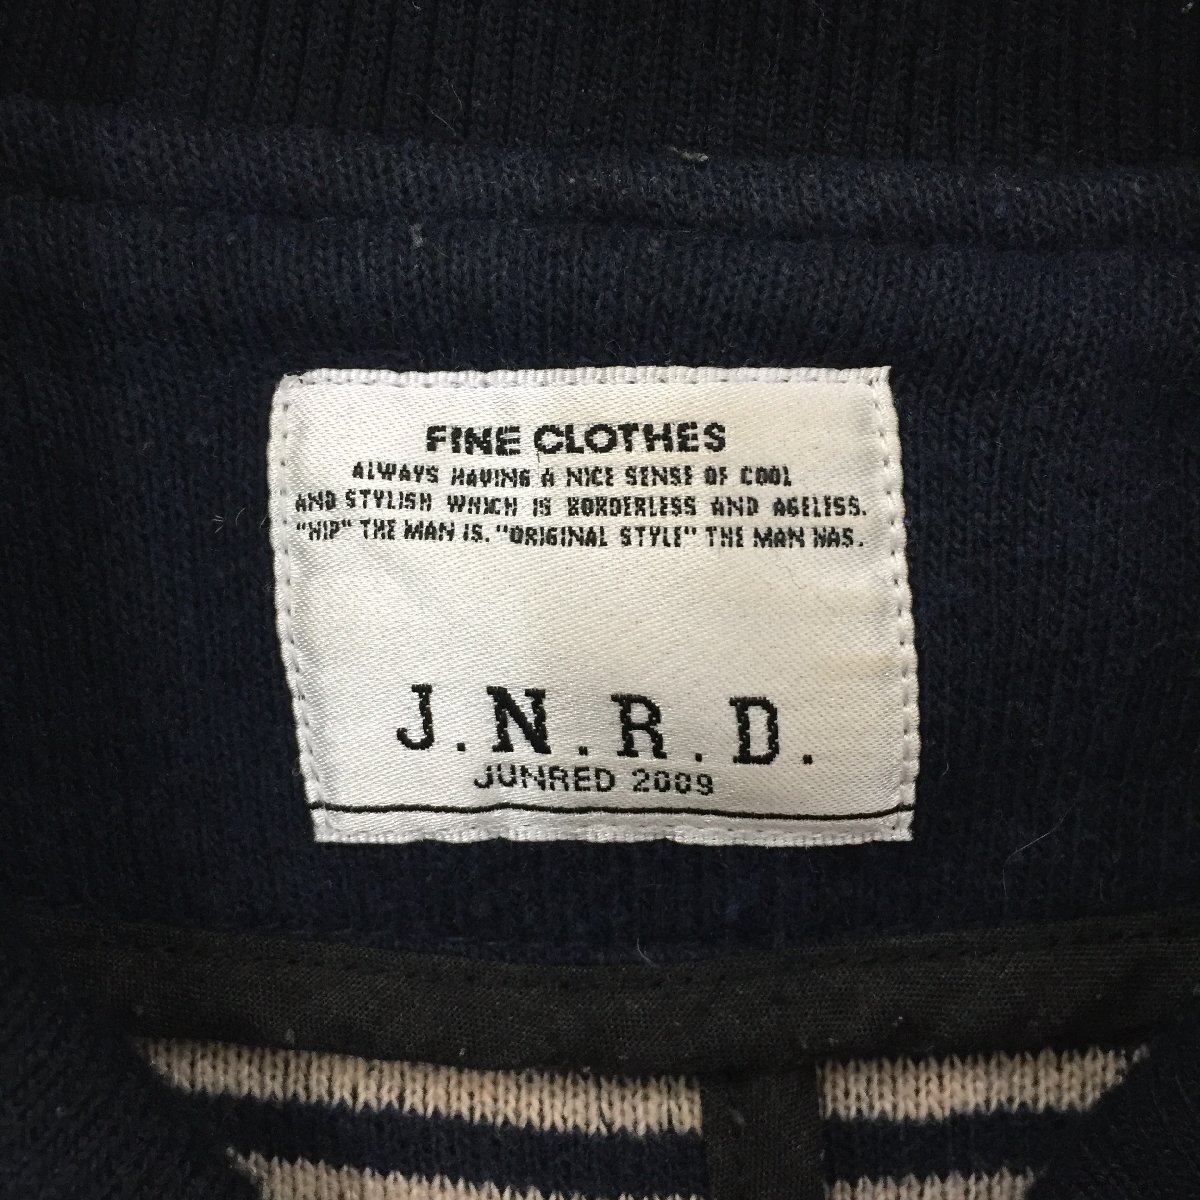 FINE CLOTHES
ALWAYS HAVING A NICE SENSE OF COOL
AND STYLISH WHICH IS BORDERLESS AND AGELESS.
"HIP" THE MAN IS. "ORIGINAL STYLE" THE MAN HAS.
J.N.R.D.
JUNRED 2009